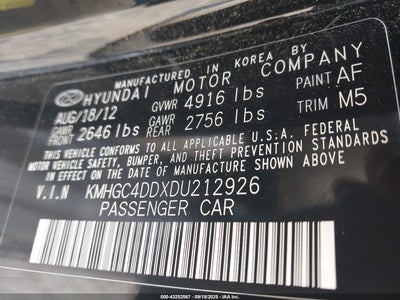 MANUFACTURED IN KOREA BY
HYUNDAI MOTOR COMPANY
AUG/18/12 GVWR 4916 lbs PAINT AF
GAWR FRONT 2646 lbs GAWR REAR 2756 lbs TRIM M5
THIS VEHICLE CONFORMS TO ALL APPLICABLE U.S.A. FEDERAL
MOTOR VEHICLE SAFETY, BUMPER, AND THEFT PREVENTION STANDARDS
IN EFFECT ON THE DATE OF MANUFACTURE SHOWN ABOVE.
V.I.N KMHGC4DDXDU212926
PASSENGER CAR
000-43252567 - 09/18/2025 - IAA, Inc.